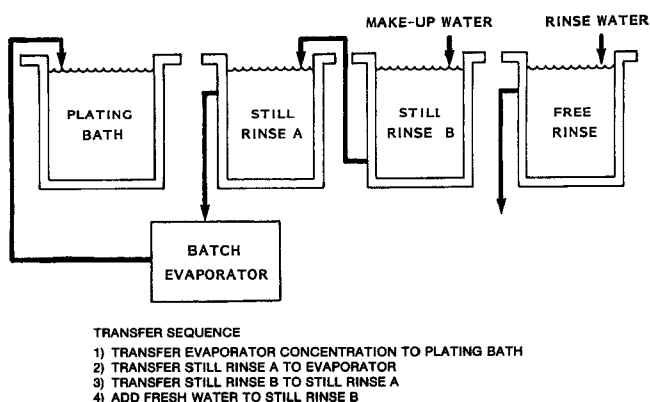 MAKE-UP WATER
RINSE WATER
PLATING
BATH
STILL
RINSE A
STILL
RINSE B
FREE
RINSE
BATCH
EVAPORATOR
TRANSFER SEQUENCE
1) TRANSFER EVAPORATOR CONCENTRATION TO PLATING BATH
2) TRANSFER STILL RINSE A TO EVAPORATOR
3) TRANSFER STILL RINSE B TO STILL RINSE A
4) ADD FRESH WATER TO STILL RINSE B